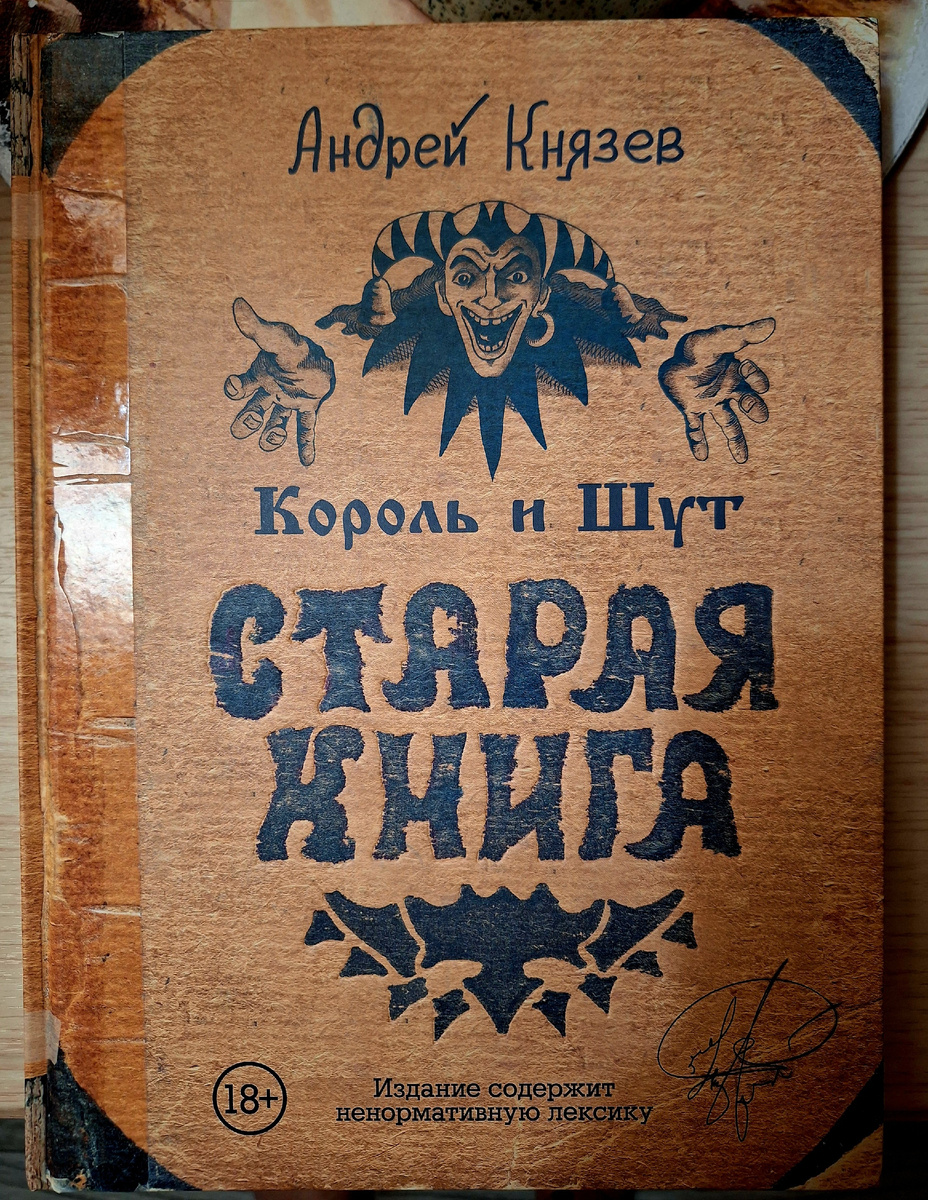 Андрей Князев
Король и Шут
СТАРАЯ
КНИГА
18+
Издание содержит
ненормативную лексику